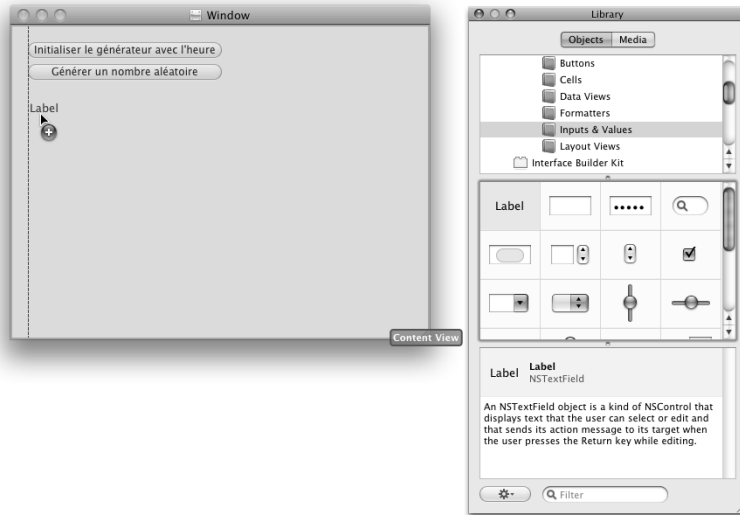 Window
Initialiser le générateur avec l'heure
Générer un nombre aléatoire
Label
Content View
Library
Objects
Media
Buttons
Cells
Data Views
Formatters
Inputs & Values
Layout Views
Interface Builder Kit
Label
Label
Label
NSTextField
An NSTextField object is a kind of NSControl that
displays text that the user can select or edit and
that sends its action message to its target when
the user presses the Return key while editing.
Filter